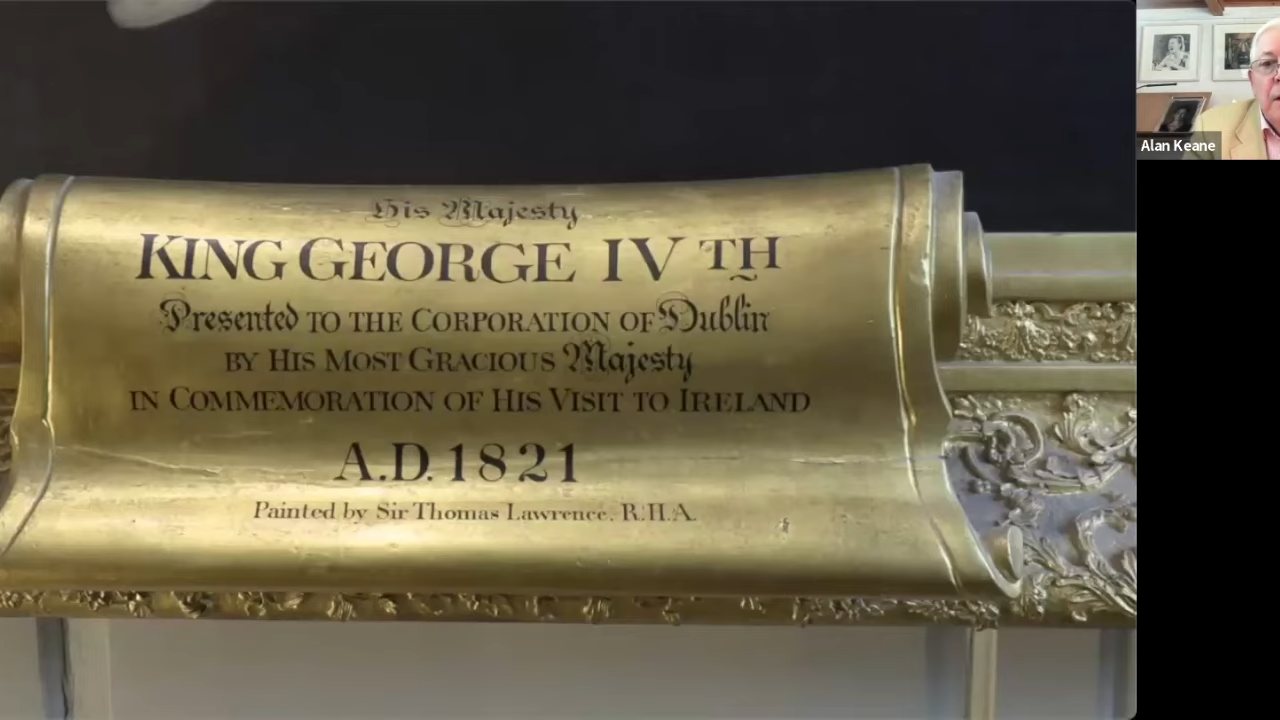 His Majesty
KING GEORGE IV TH
Presented TO THE CORPORATION OF Dublin
BY HIS MOST GRACIOUS Majesty
IN COMMEMORATION OF HIS VISIT TO IRELAND
A.D. 1821
Painted by Sir Thomas Lawrence. R.H.A.
Alan Keane